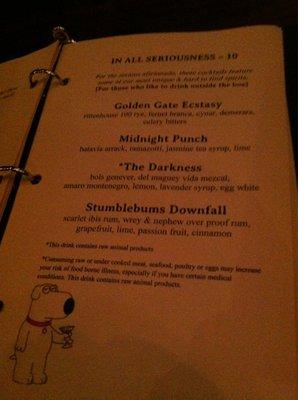 IN ALL SERIOUSNESS - 10
For the serious aficionado, these cocktails feature
some of our most unique & hard to find spirits.
(For those who like to drink outside the box)
Golden Gate Ecstasy
rittenhouse 100 rye, fernet branca, cynar, demerara,
celery bitters
Midnight Punch
batavia arrack, ramazotti, jasmine tea syrup, lime
*The Darkness
bols genever, del maguey vida mezcal,
amaro montenegro, lemon, lavender syrup, egg white
Stumblebums Downfall
scarlet ibis rum, wrey & nephew over proof rum,
grapefruit, lime, passion fruit, cinnamon
*This drink contains raw animal products
*Consuming raw or under cooked meat, seafood, poultry or eggs may increase
your risk of food borne illness, especially if you have certain medical
conditions. This drink contains raw animal products.